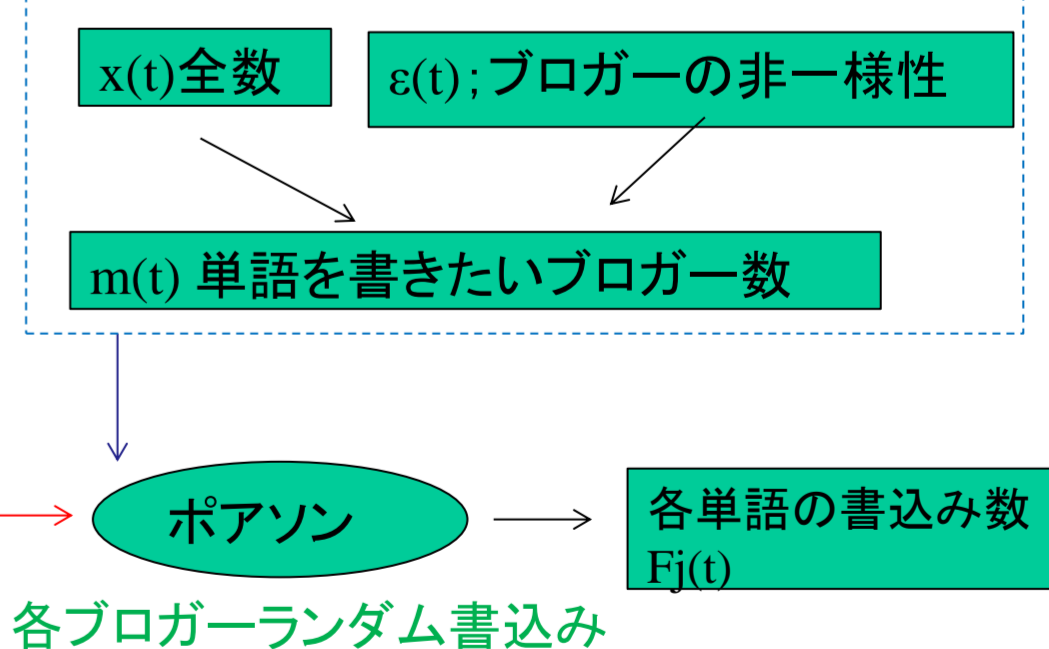 x(t)全数
ε(t);ブロガーの非一様性
m(t) 単語を書きたいブロガー数
ポアソン
各単語の書込み数
Fj(t)
各ブロガーランダム書込み